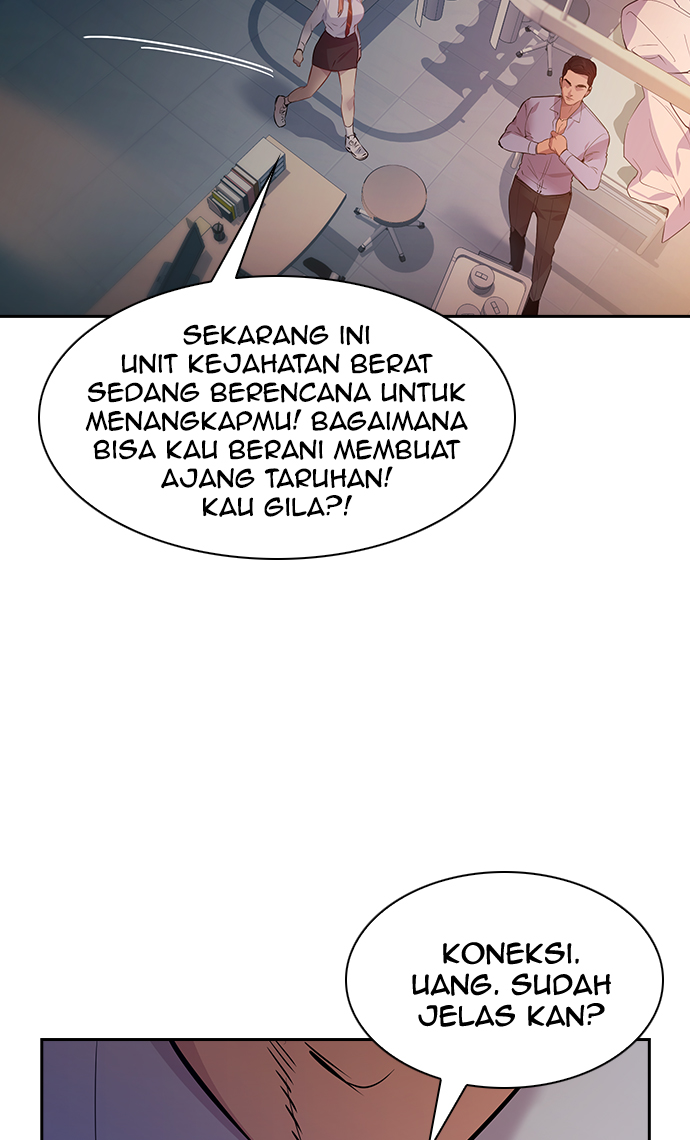 SEKARANG INI
UNIT KEJAHATAN BERAT
SEDANG BERENCANA UNTUK
MENANGKAPMU! BAGAIMANA
BISA KAU BERANI MEMBUAT
AJANG TARUHAN!
KAU GILA?!
KONEKSI.
UANG. SUDAH
JELAS KAN?